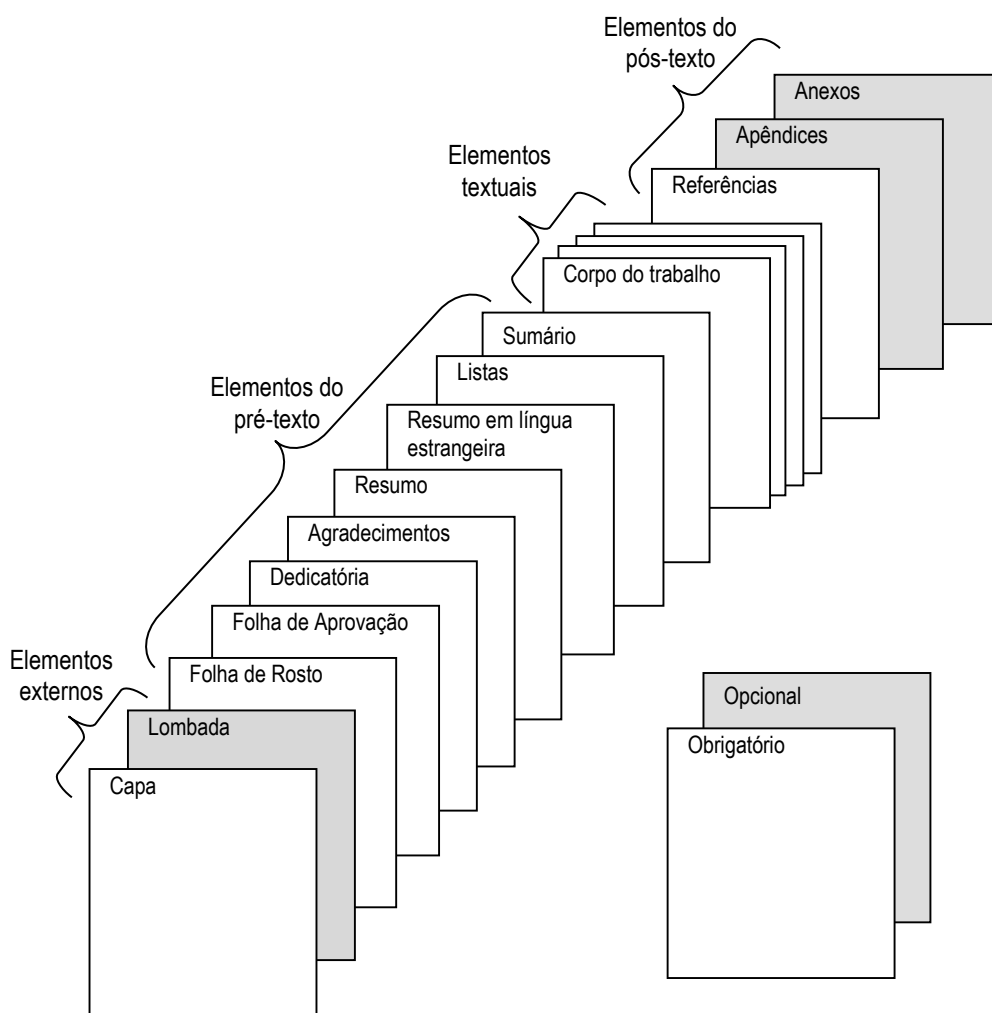 Elementos do
pós-texto
Anexos
Apêndices
Elementos
textuais
Referências
Corpo do trabalho
Sumário
Elementos do
pré-texto
Listas
Resumo em língua
estrangeira
Resumo
Agradecimentos
Dedicatória
Folha de Aprovação
Elementos
externos
Folha de Rosto
Lombada
Capa
Opcional
Obrigatório